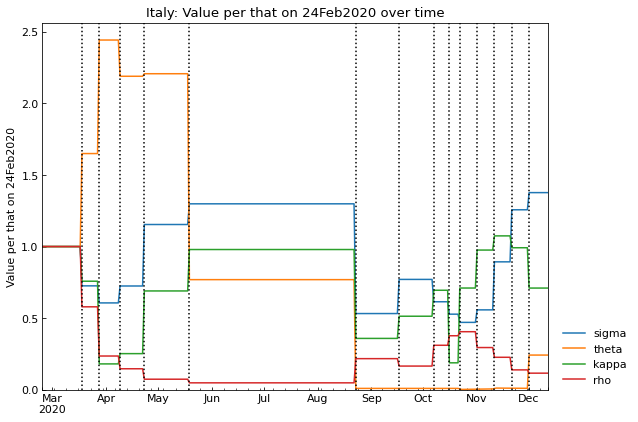 Italy: Value per that on 24Feb2020 over time
Value per that on 24Feb2020
2.5
2.0
1.5
1.0
0.5
0.0
Mar Apr May Jun Jul Aug Sep Oct Nov Dec
2020
sigma
theta
kappa
rho